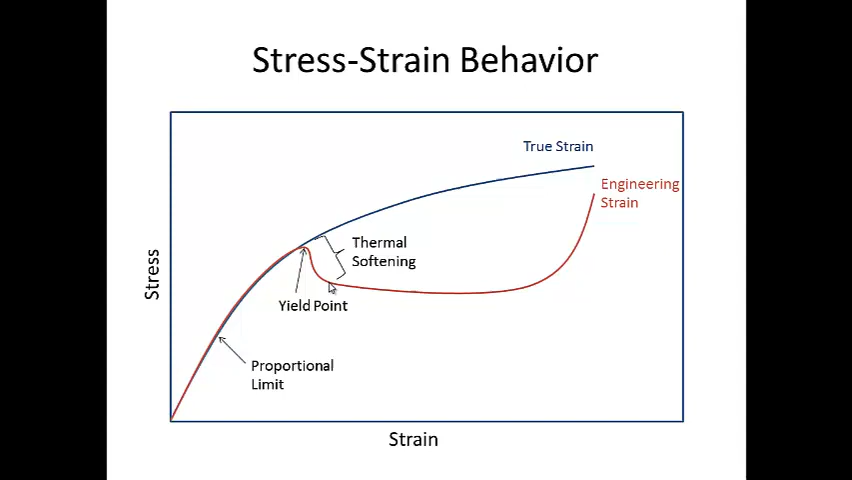 Stress-Strain Behavior
True Strain
Engineering
Strain
Thermal
Softening
Stress
Yield Point
Proportional
Limit
Strain